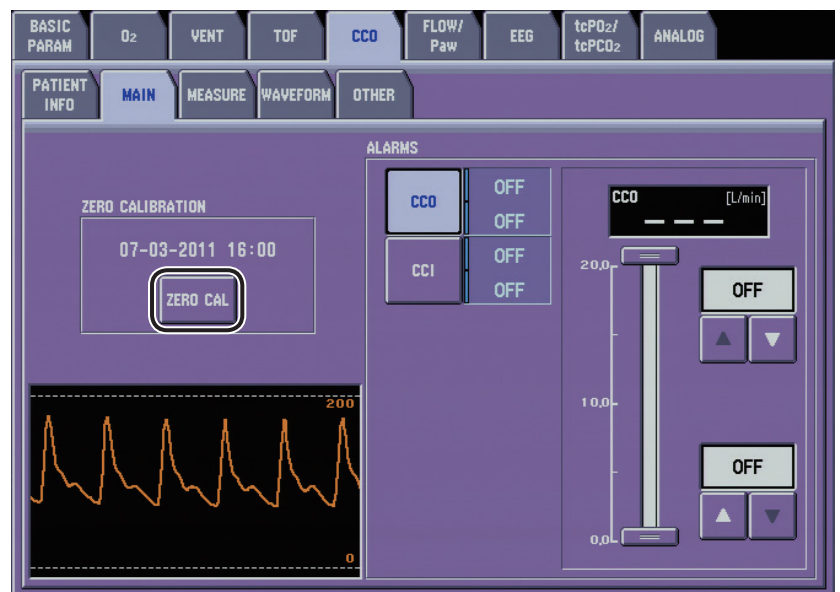 BASIC PARAM
O2
VENT
TOF
CCO
FLOW/ Paw
EEG
tcPO2/ tcPCO2
ANALOG
PATIENT INFO
MAIN
MEASURE
WAVEFORM
OTHER
ALARMS
ZERO CALIBRATION
07-03-2011 16:00
ZERO CAL
200
0
CCO
OFF
OFF
CCI
OFF
OFF
CCO [L/min]
– – –
20,0
10,0
0,0
OFF
OFF